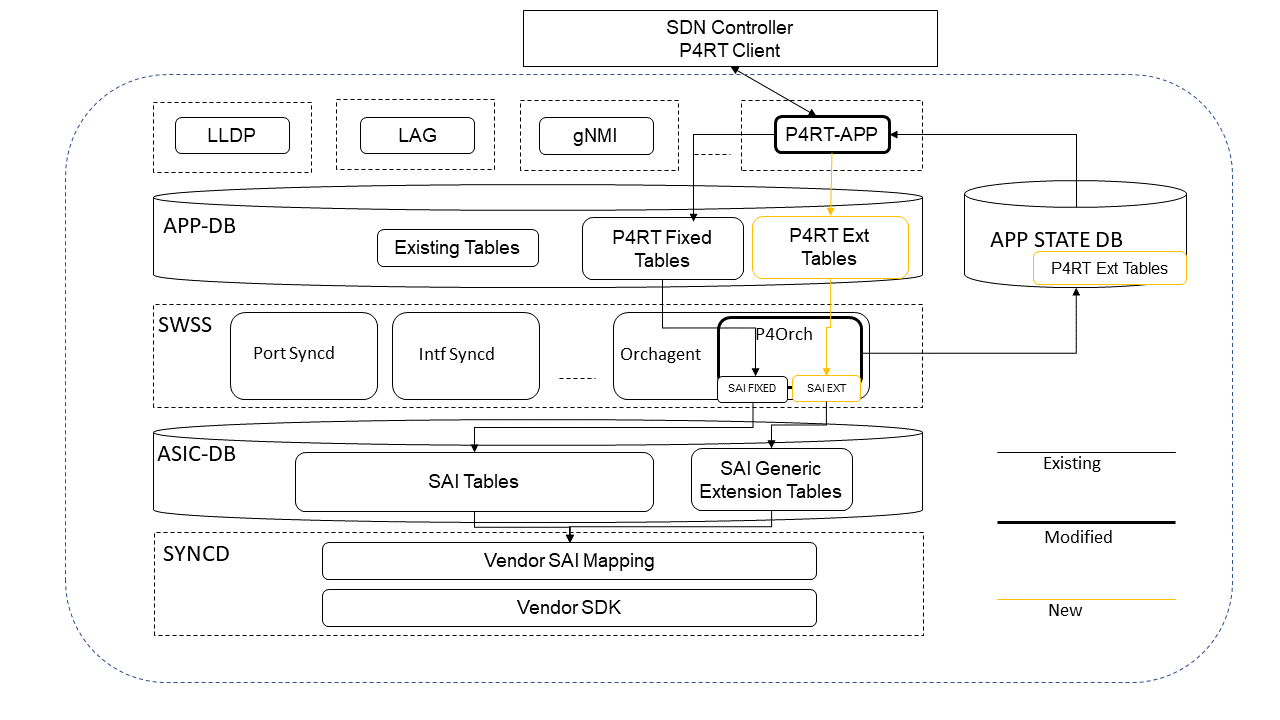 SDN Controller
P4RT Client
LLDP
LAG
gNMI
P4RT-APP
APP-DB
Existing Tables
P4RT Fixed
Tables
P4RT Ext
Tables
APP STATE DB
P4RT Ext Tables
SWSS
Port Syncd
Intf Syncd
Orchagent
P4Orch
SAI FIXED
SAI EXT
ASIC-DB
SAI Tables
SAI Generic
Extension Tables
Existing
Modified
New
SYNCD
Vendor SAI Mapping
Vendor SDK